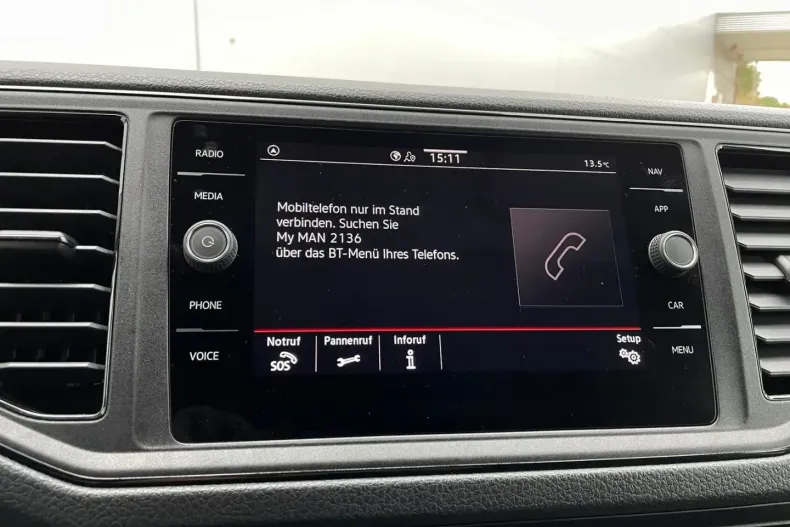 RADIO
MEDIA
PHONE
VOICE
15:11
13.5°C
Mobiltelefon nur im Stand
verbinden. Suchen Sie
My MAN 2136
über das BT-Menü Ihres Telefons.
Notruf
SOS
Pannenruf
Inforuf
i
Setup
NAV
APP
CAR
MENU